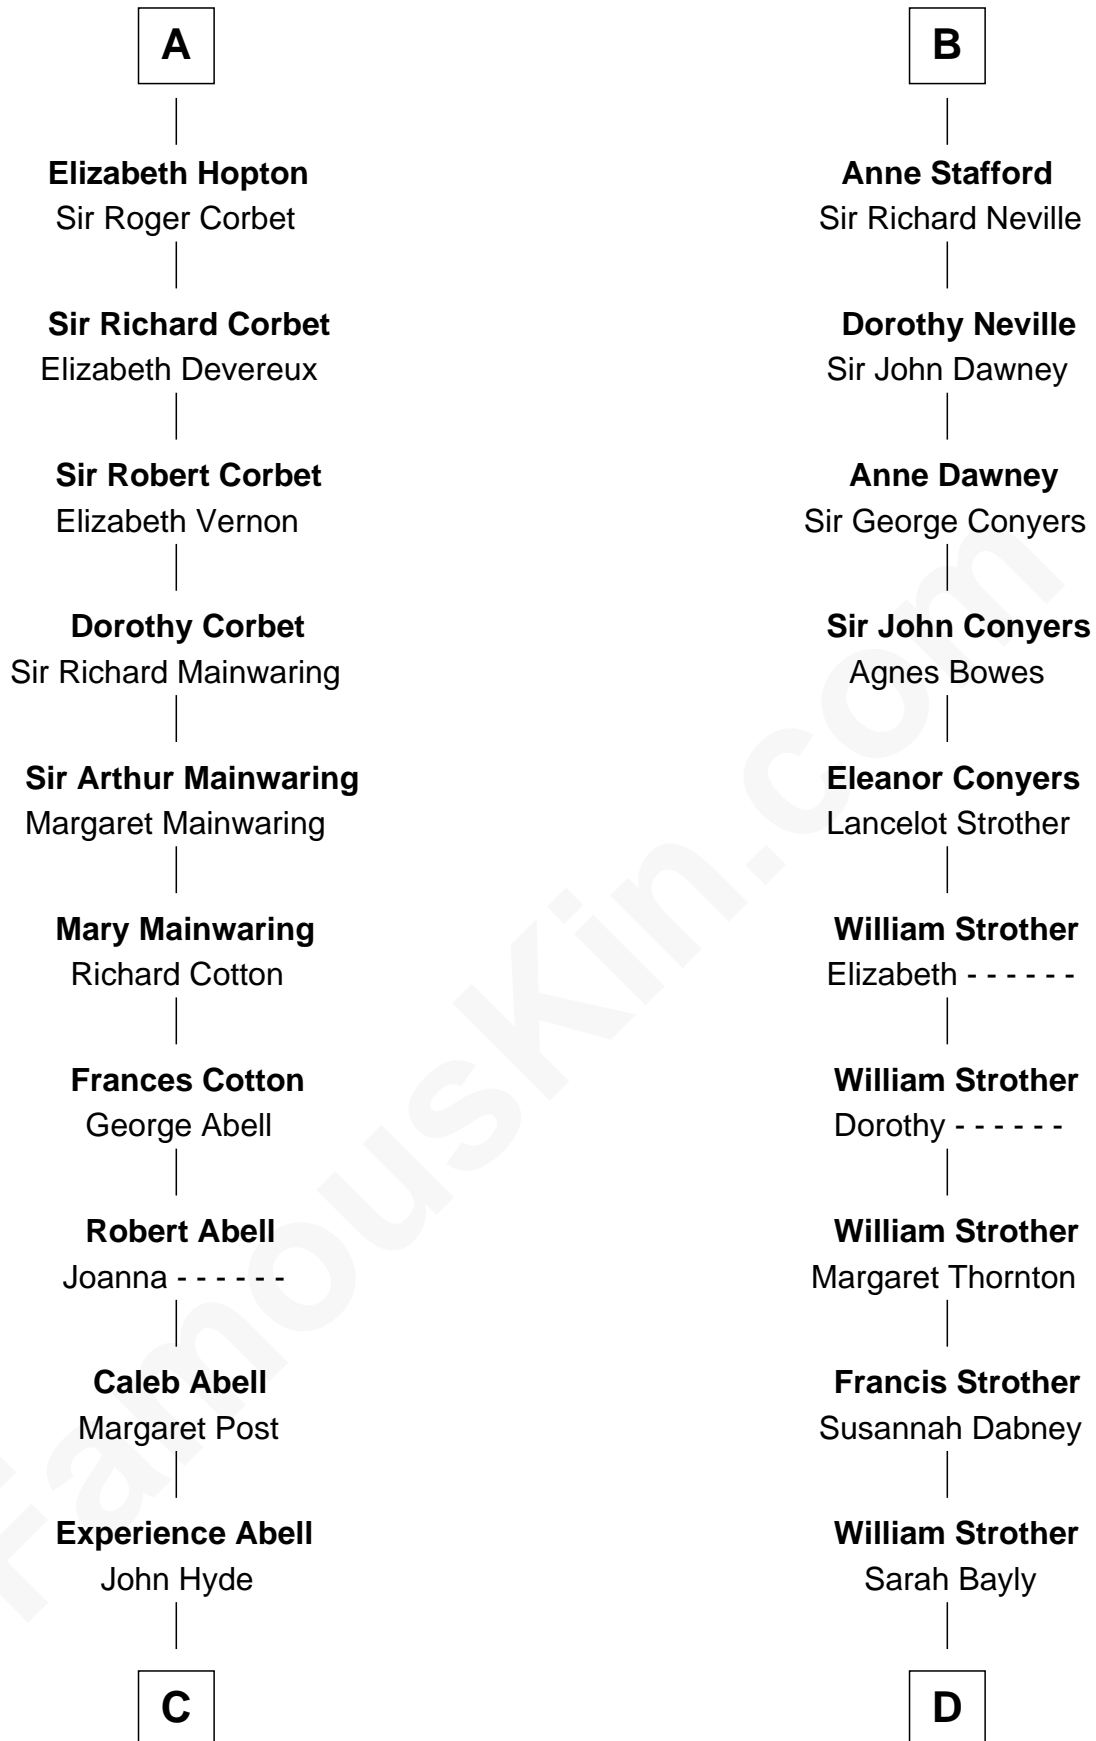 A
Elizabeth Hopton
Sir Roger Corbet
Sir Richard Corbet
Elizabeth Devereux
Sir Robert Corbet
Elizabeth Vernon
Dorothy Corbet
Sir Richard Mainwaring
Sir Arthur Mainwaring
Margaret Mainwaring
Mary Mainwaring
Richard Cotton
Frances Cotton
George Abell
Robert Abell
Joanna - - - - - -
Caleb Abell
Margaret Post
Experience Abell
John Hyde
C
B
Anne Stafford
Sir Richard Neville
Dorothy Neville
Sir John Dawney
Anne Dawney
Sir George Conyers
Sir John Conyers
Agnes Bowes
Eleanor Conyers
Lancelot Strother
William Strother
Elizabeth - - - - - -
William Strother
Dorothy - - - - - -
William Strother
Margaret Thornton
Francis Strother
Susannah Dabney
William Strother
Sarah Bayly
D
FamousKin.com